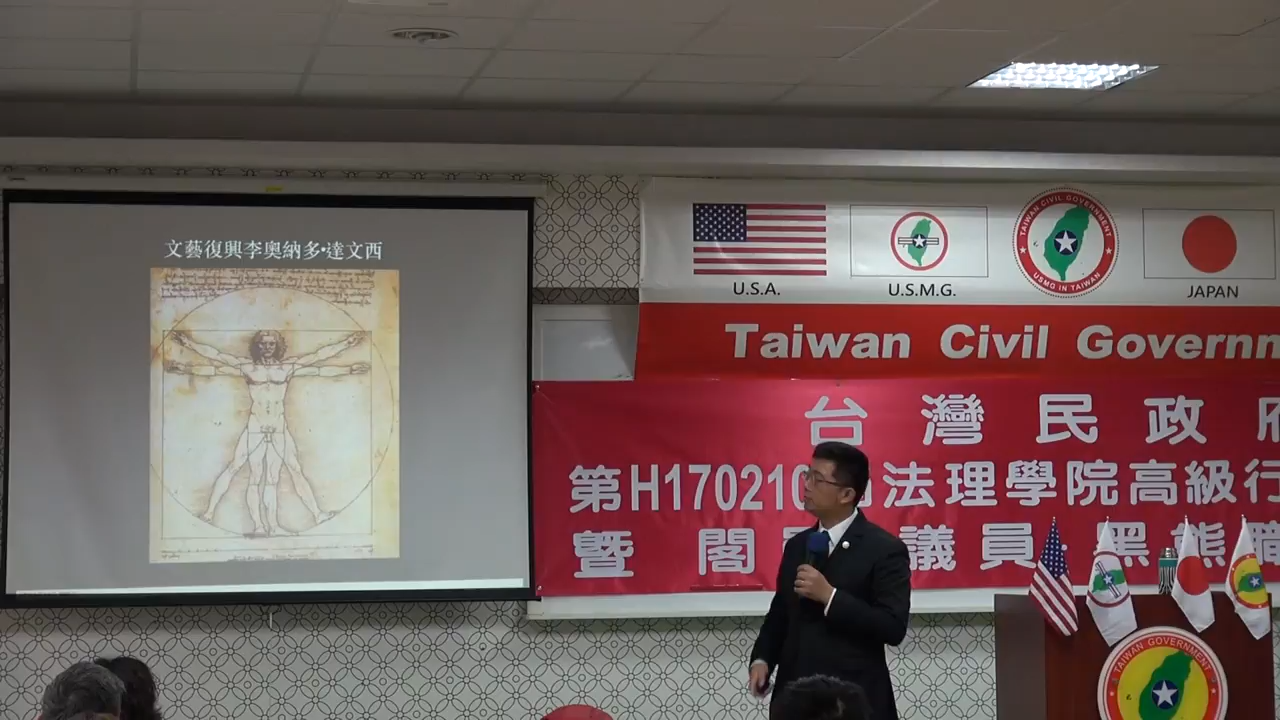 文藝復興李奧納多•達文西
U.S.A.
U.S.M.G.
TAIWAN CIVIL GOVERNMENT
USMG IN TAIWAN
JAPAN
Taiwan Civil Governm
台灣民政府
第H170210 法理學院高級行
暨閣 議員 黑熊職
TAIWAN GOVERNMENT